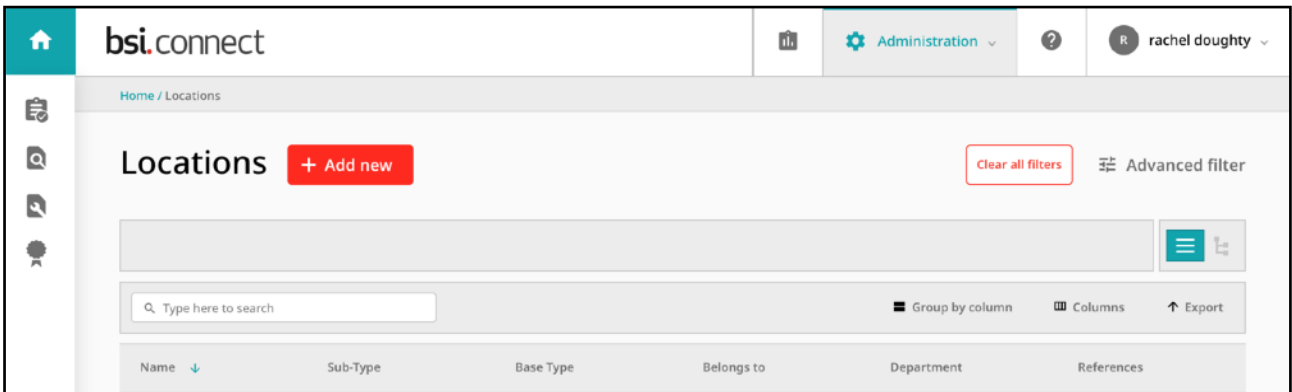 bsi.connect
Administration
R rachel doughty
Home / Locations
Locations + Add new
Clear all filters Advanced filter
Type here to search
Group by column Columns Export
Name Sub-Type Base Type Belongs to Department References